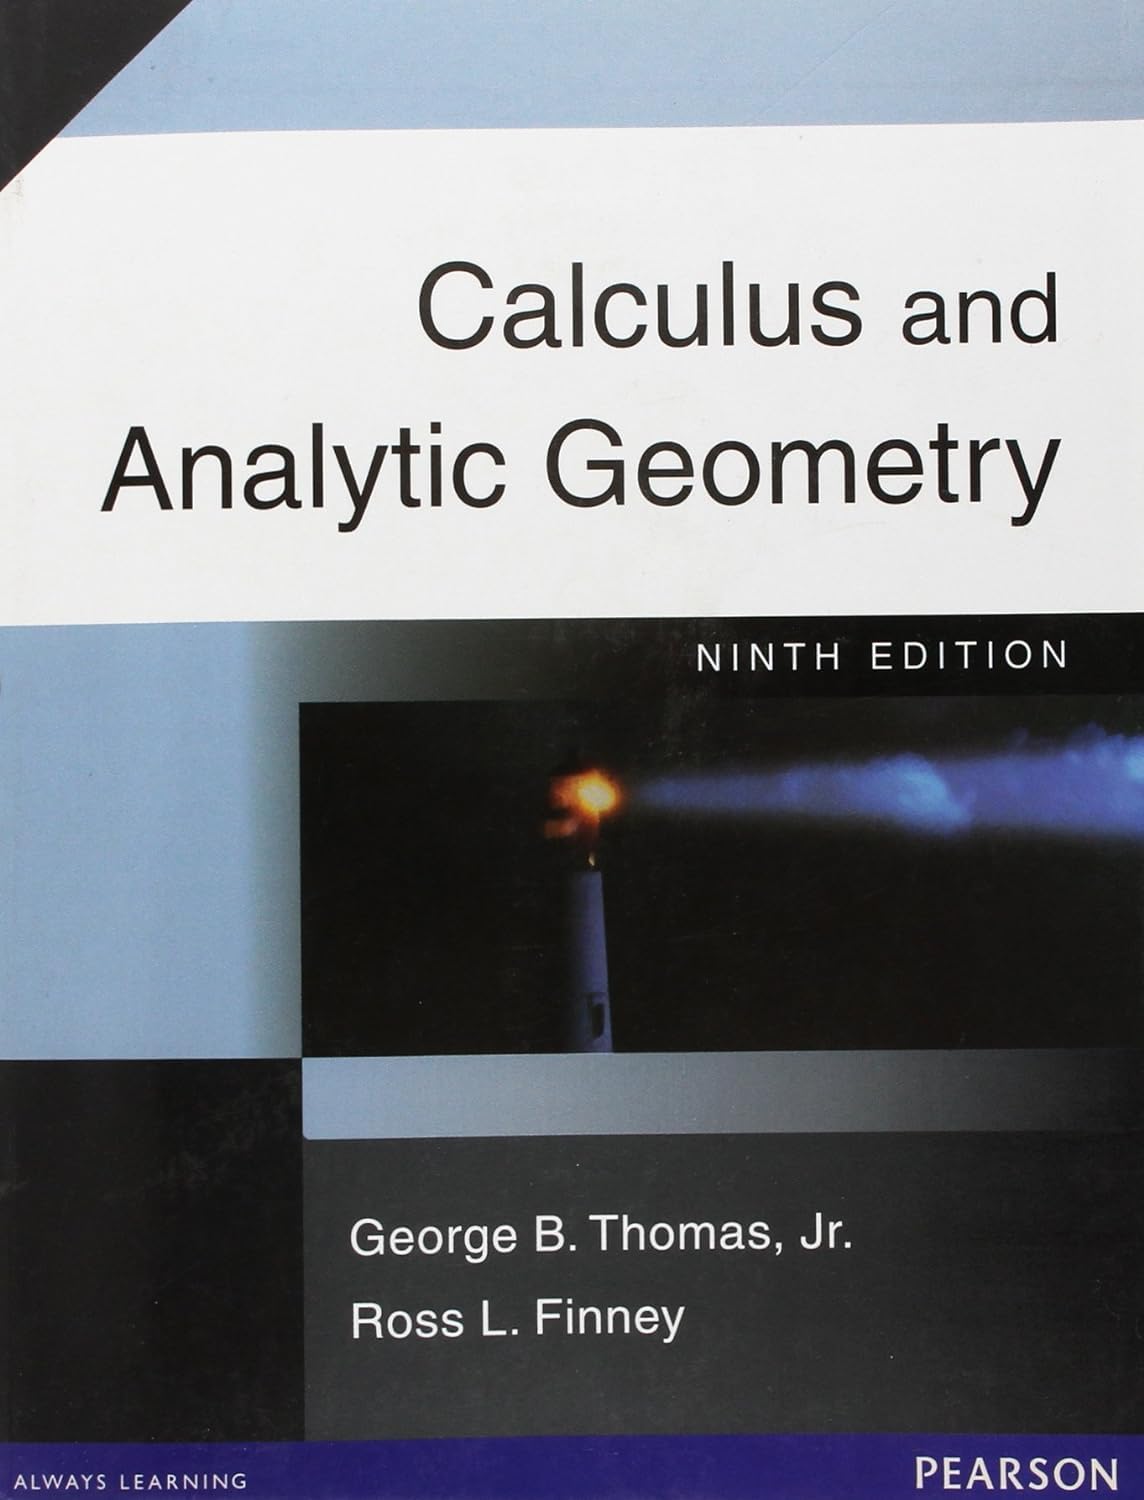 Calculus and
Analytic Geometry
NINTH EDITION
George B. Thomas, Jr.
Ross L. Finney
ALWAYS LEARNING
PEARSON